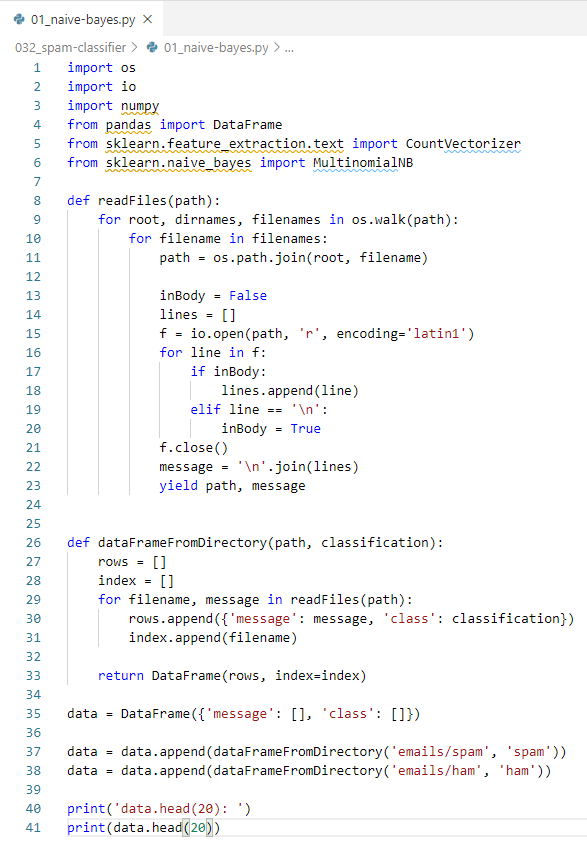 01_naive-bayes.py ×
032_spam-classifier > 01_naive-bayes.py > ...
1 import os
2 import io
3 import numpy
4 from pandas import DataFrame
5 from sklearn.feature_extraction.text import CountVectorizer
6 from sklearn.naive_bayes import MultinomialNB
7
8 def readFiles(path):
9     for root, dirnames, filenames in os.walk(path):
10         for filename in filenames:
11             path = os.path.join(root, filename)
12
13             inBody = False
14             lines = []
15             f = io.open(path, 'r', encoding='latin1')
16             for line in f:
17                 if inBody:
18                     lines.append(line)
19                 elif line == '\n':
20                     inBody = True
21             f.close()
22             message = '\n'.join(lines)
23             yield path, message
24
25
26 def dataFrameFromDirectory(path, classification):
27     rows = []
28     index = []
29     for filename, message in readFiles(path):
30         rows.append({'message': message, 'class': classification})
31         index.append(filename)
32
33     return DataFrame(rows, index=index)
34
35 data = DataFrame({'message': [], 'class': []})
36
37 data = data.append(dataFrameFromDirectory('emails/spam', 'spam'))
38 data = data.append(dataFrameFromDirectory('emails/ham', 'ham'))
39
40 print('data.head(20): ')
41 print(data.head(20))